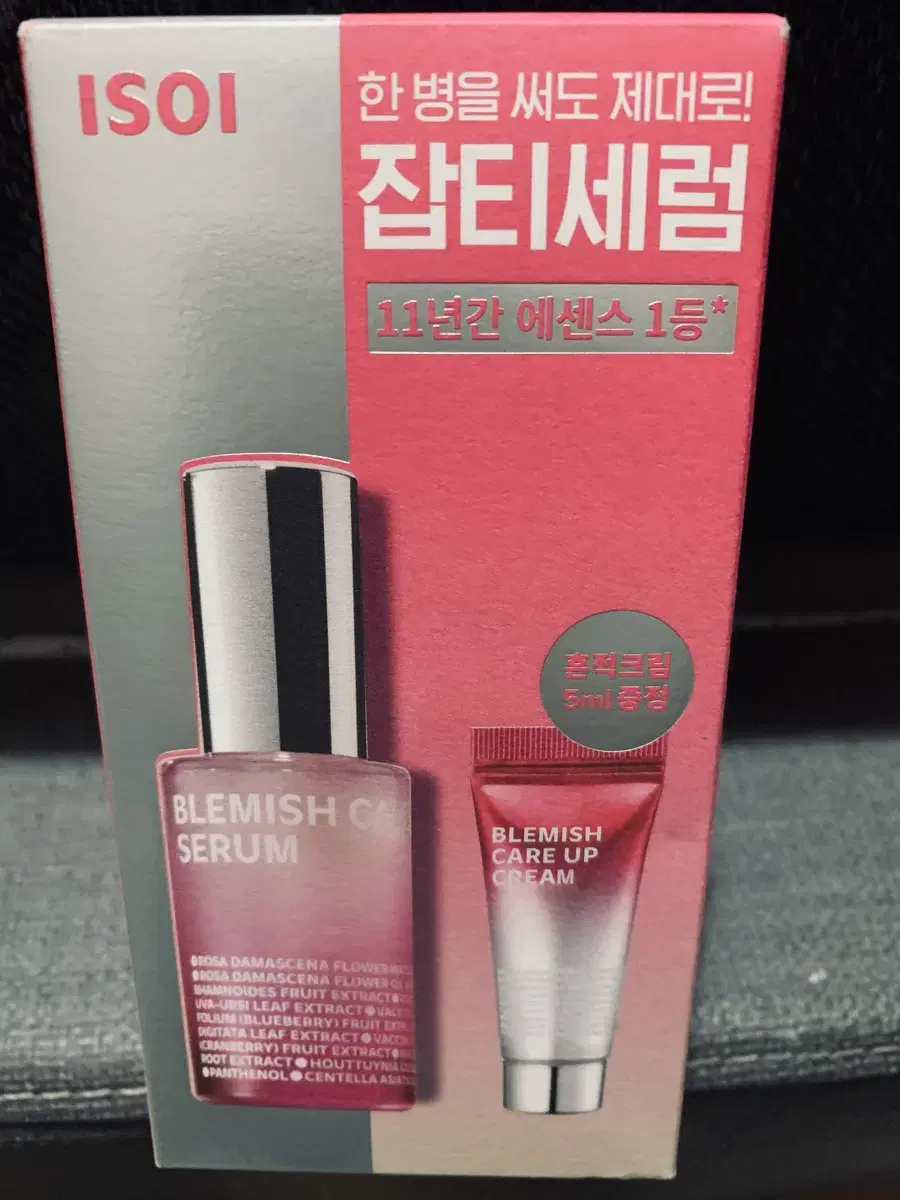 ISOI
한 병을 써도 제대로!
잡티세럼
11년간 에센스 1등*
흔적크림
5ml 증정
BLEMISH
SERUM
BLEMISH
CARE UP
CREAM
ROSA DAMASCENA FLOWER
ROSA DAMASCENA FLOWER
RHAMNOIDES FRUIT EXTRACT
UVA-URSI LEAF EXTRACT
FOLIUM (BLUEBERRY) FRUIT
DIGITATA LEAF EXTRACT
(CRANBERRY) FRUIT EXTRACT
ROOT EXTRACT HOUTTUYNIA
PANTHENOL CENTELLA